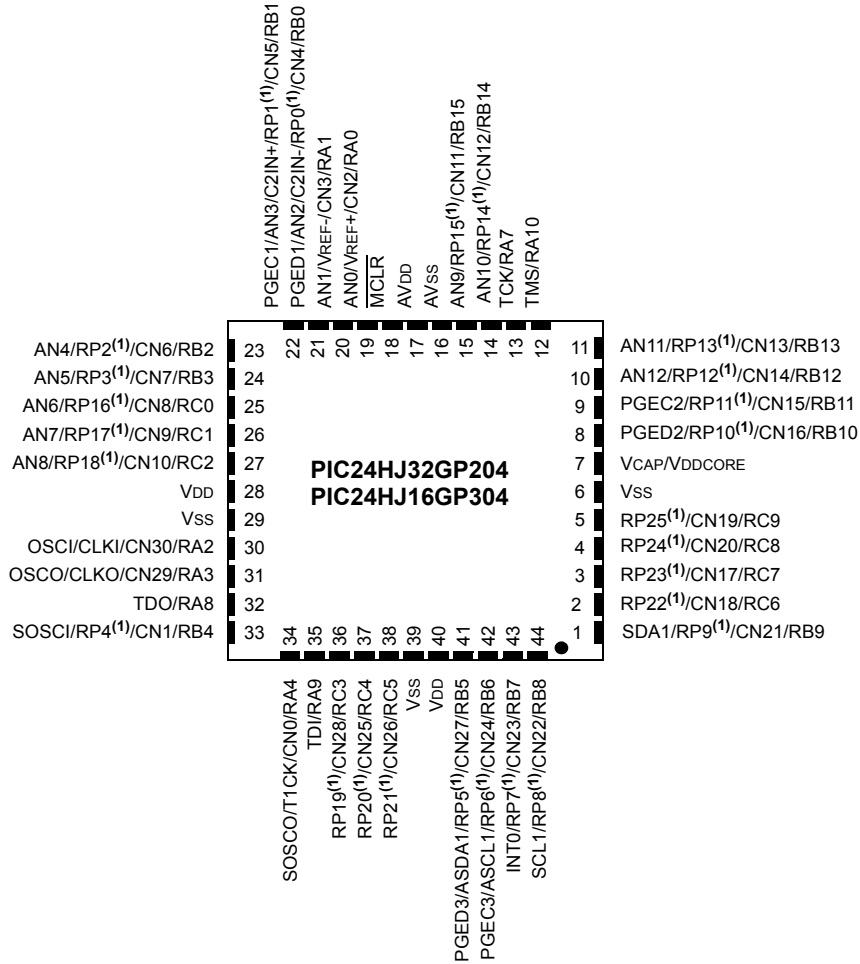 PGEC1/AN3/C2IN+/RP1(1)/CN5/RB1
PGED1/AN2/C2IN-/RP0(1)/CN4/RB0
AN1/VREF-/CN3/RA1
AN0/VREF+/CN2/RA0
MCLR
AVDD
AVSS
AN9/RP15(1)/CN11/RB15
AN10/RP14(1)/CN12/RB14
TCK/RA7
TMS/RA10
22
21
20
19
18
17
16
15
14
13
12
AN4/RP2(1)/CN6/RB2 23
AN5/RP3(1)/CN7/RB3 24
AN6/RP16(1)/CN8/RC0 25
AN7/RP17(1)/CN9/RC1 26
AN8/RP18(1)/CN10/RC2 27
VDD 28
VSS 29
OSCI/CLKI/CN30/RA2 30
OSCO/CLKO/CN29/RA3 31
TDO/RA8 32
SOSCI/RP4(1)/CN1/RB4 33
PIC24HJ32GP204
PIC24HJ16GP304
11 AN11/RP13(1)/CN13/RB13
10 AN12/RP12(1)/CN14/RB12
9 PGEC2/RP11(1)/CN15/RB11
8 PGED2/RP10(1)/CN16/RB10
7 VCAP/VDDCORE
6 VSS
5 RP25(1)/CN19/RC9
4 RP24(1)/CN20/RC8
3 RP23(1)/CN17/RC7
2 RP22(1)/CN18/RC6
1 SDA1/RP9(1)/CN21/RB9
34
35
36
37
38
39
40
41
42
43
44
SOSCO/T1CK/CN0/RA4
TDI/RA9
RP19(1)/CN28/RC3
RP20(1)/CN25/RC4
RP21(1)/CN26/RC5
VSS
VDD
PGED3/ASDA1/RP5(1)/CN27/RB5
PGEC3/ASCL1/RP6(1)/CN24/RB6
INT0/RP7(1)/CN23/RB7
SCL1/RP8(1)/CN22/RB8